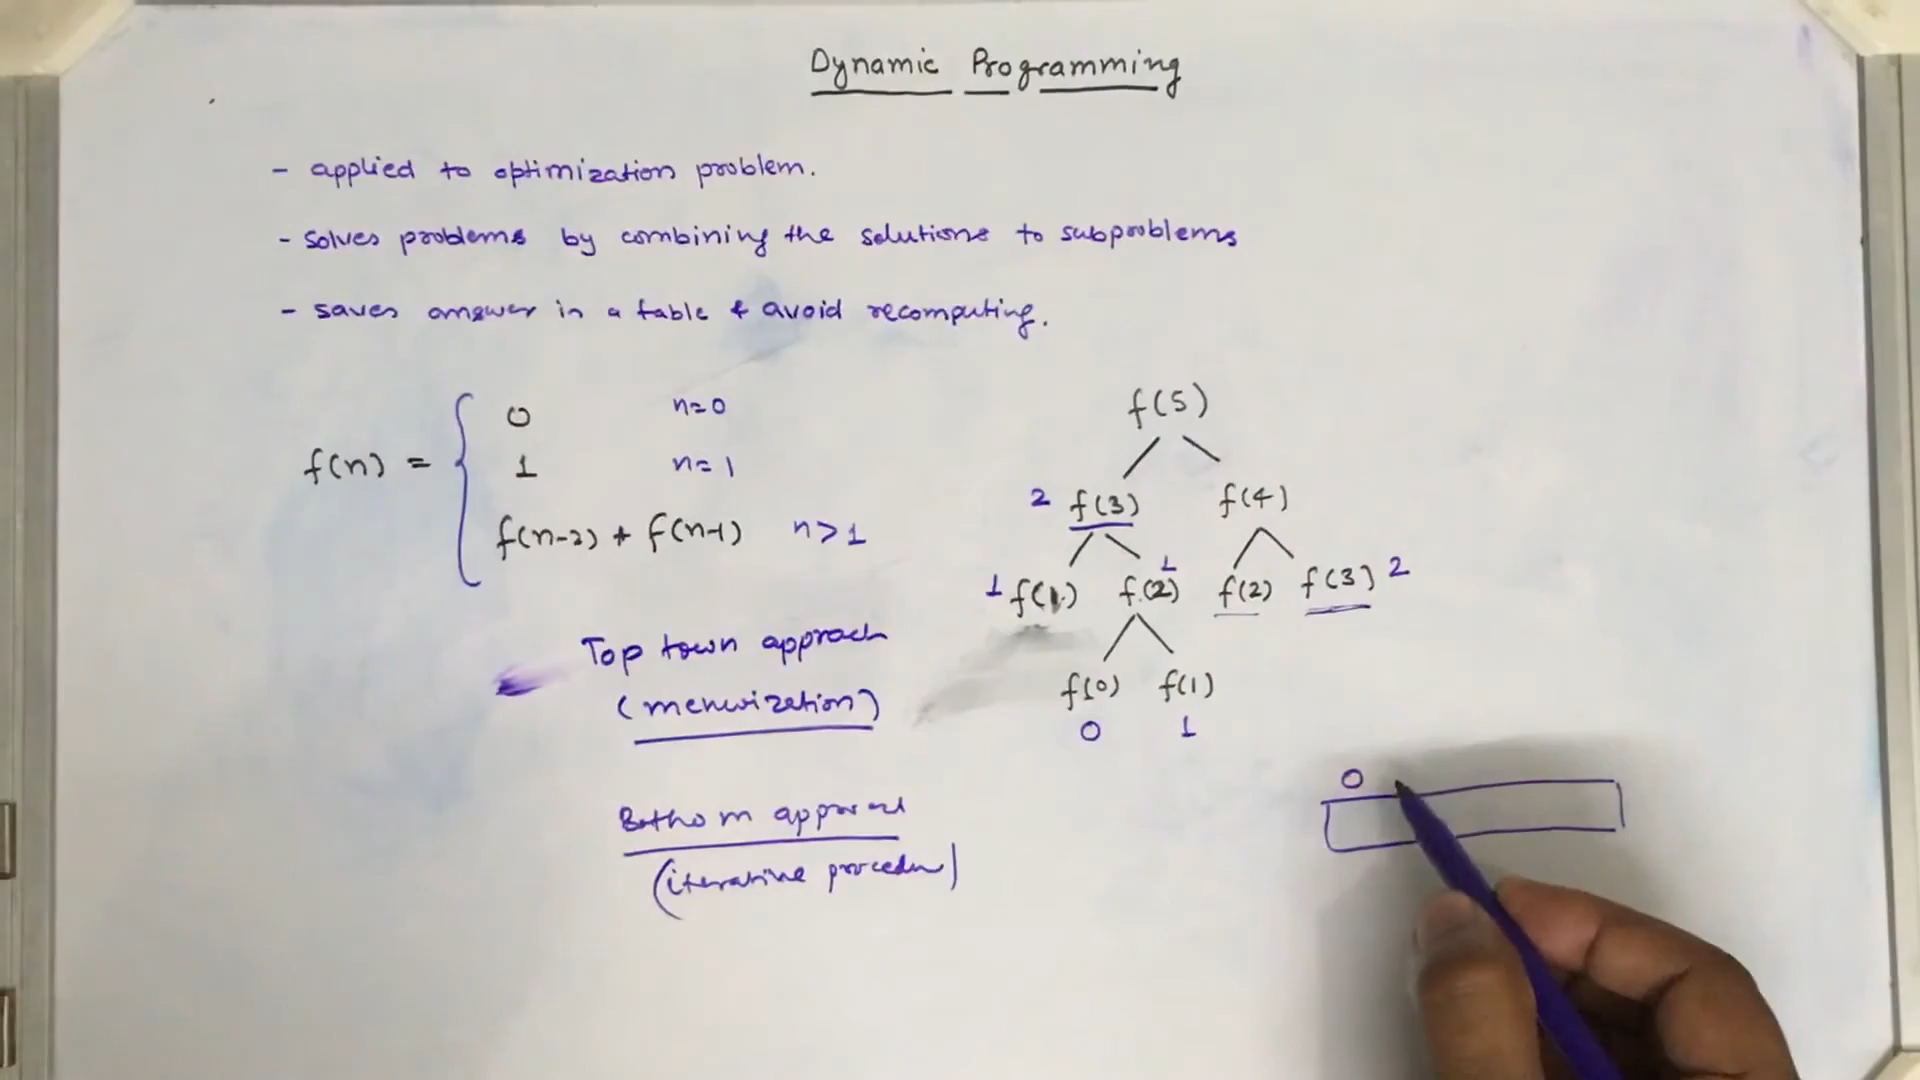 Dynamic Programming
- applied to optimization problem.
- solves problems by combining the solutions to subproblems
- saves answer in a table & avoid recomputing.
f(n) =
0 n=0
1 n=1
f(n-2) + f(n-1) n>1
f(5)
2 f(3) f(4)
1 f(1) f(2) 1 f(2) f(3) 2
f(0) f(1)
0 1
Top town approach
(memoization)
Bottom
(iterative
0